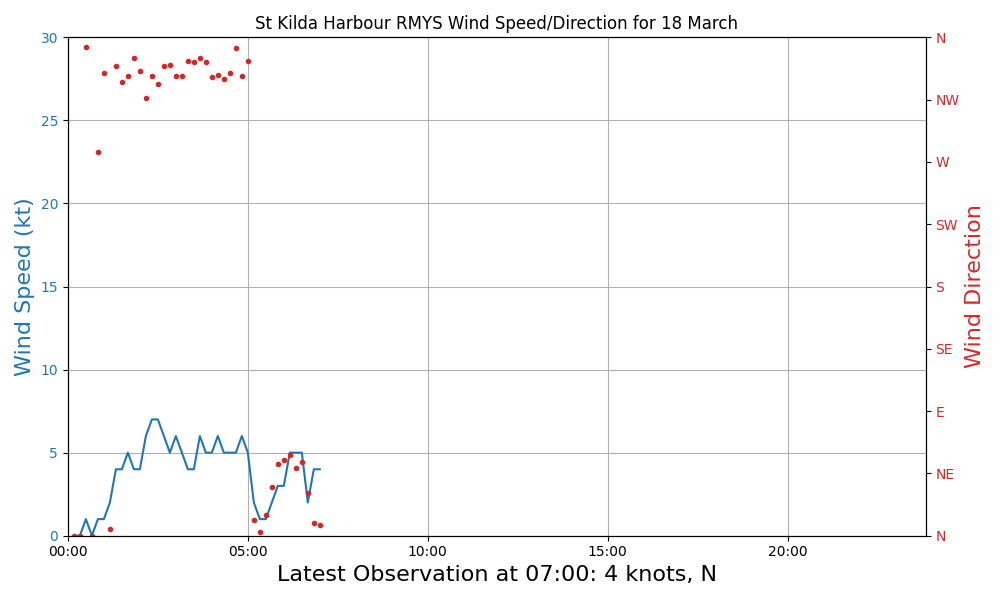 St Kilda Harbour RMYS Wind Speed/Direction for 18 March
30
25
20
15
10
5
0
Wind Speed (kt)
N
NW
W
SW
S
SE
E
NE
N
Wind Direction
00:00 05:00 10:00 15:00 20:00
Latest Observation at 07:00: 4 knots, N